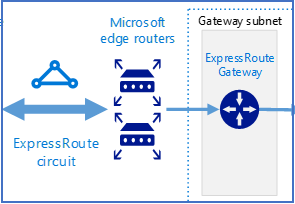 Microsoft
edge routers
Gateway subnet
ExpressRoute
Gateway
ExpressRoute
circuit